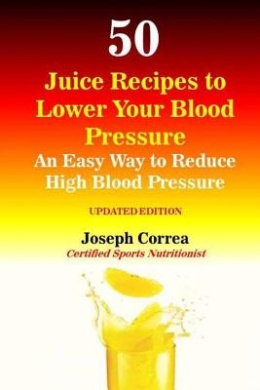 50
Juice Recipes to
Lower Your Blood
Pressure
An Easy Way to Reduce
High Blood Pressure
UPDATED EDITION
Joseph Correa
Certified Sports Nutritionist